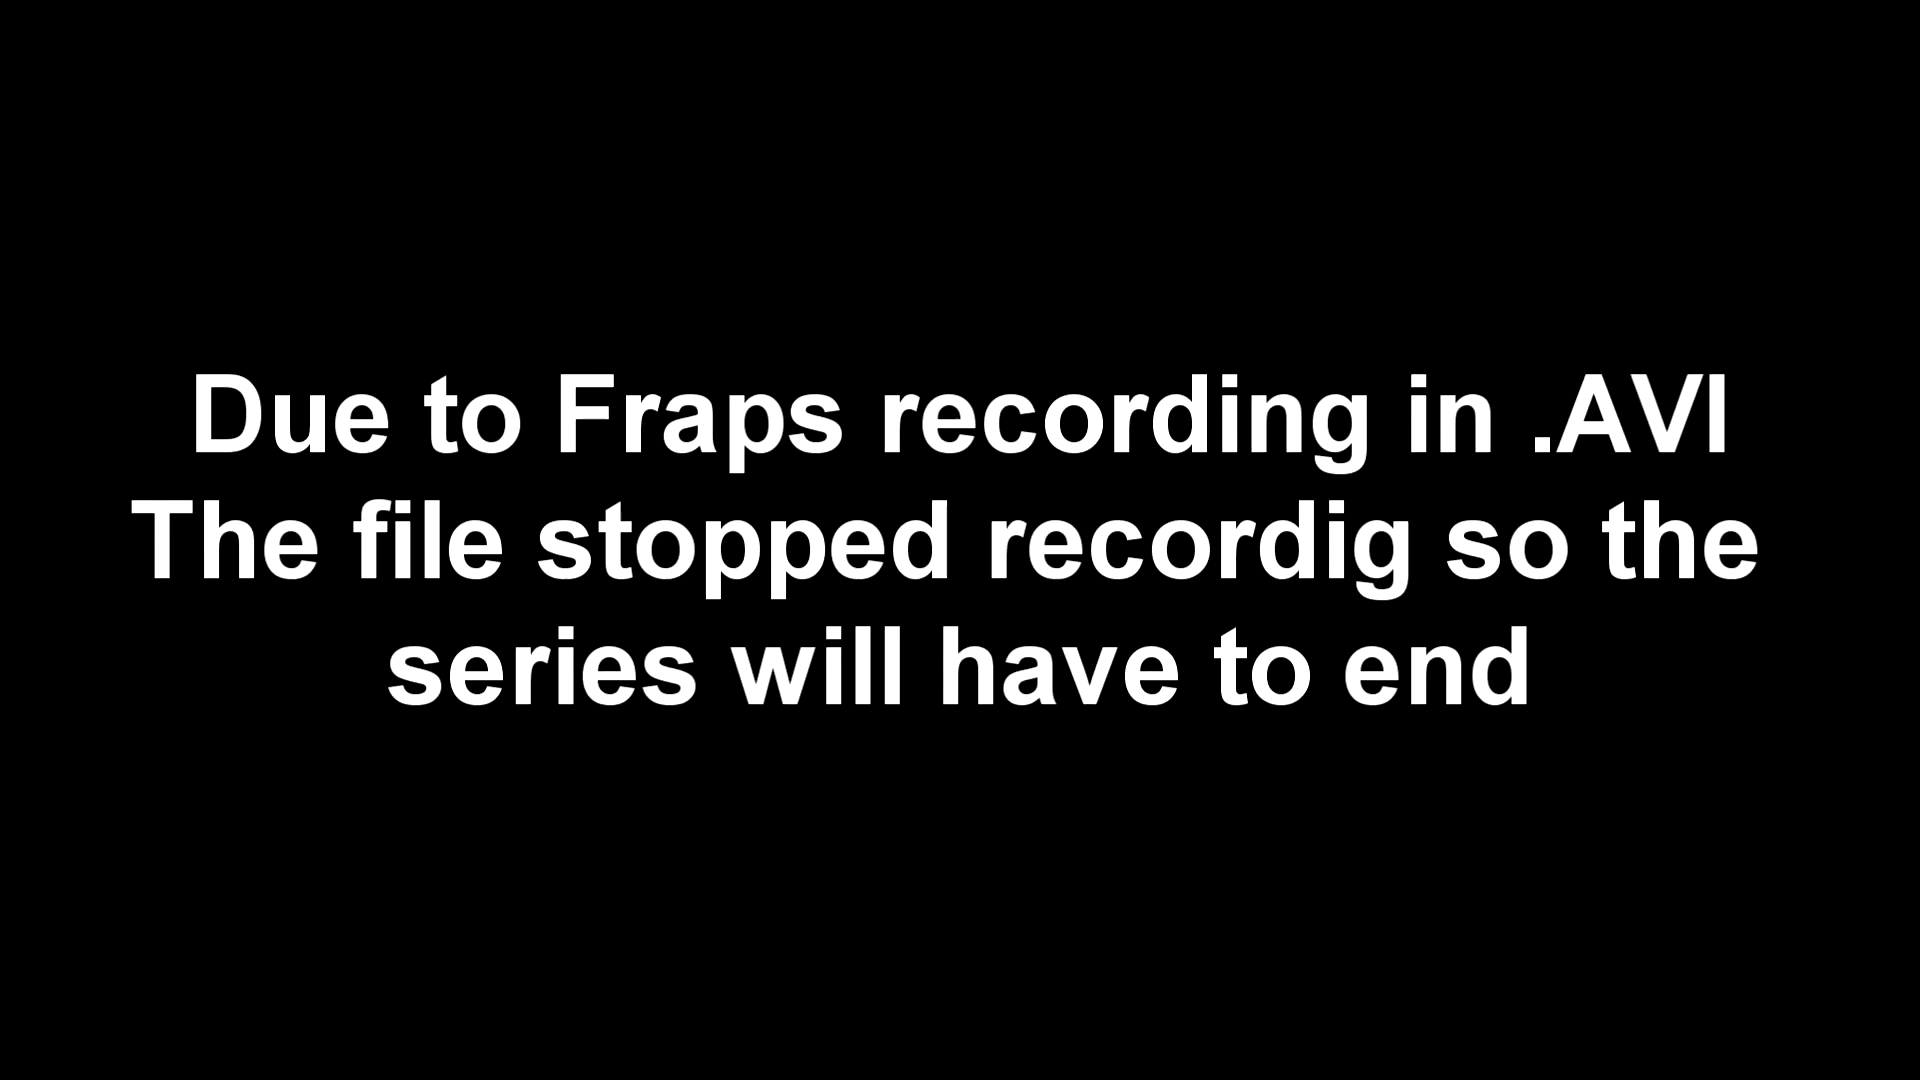 Due to Fraps recording in .AVI
The file stopped recordig so the
series will have to end